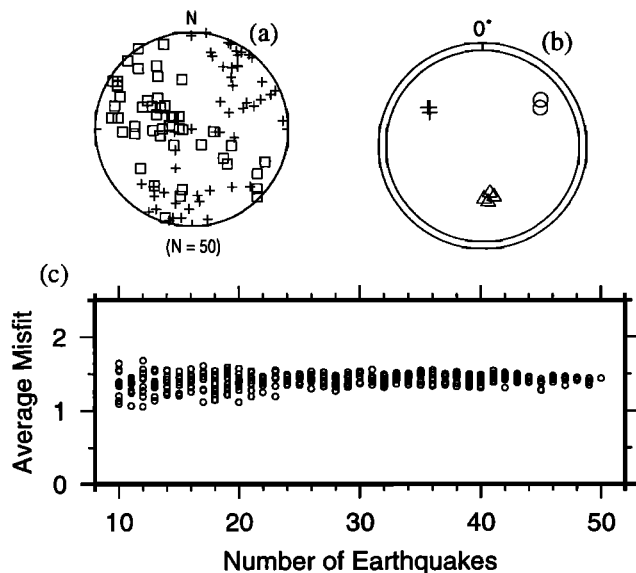 N
(a)
(N = 50)
0°
(b)
(c)
Average Misfit
2
1
0
10 20 30 40 50
Number of Earthquakes